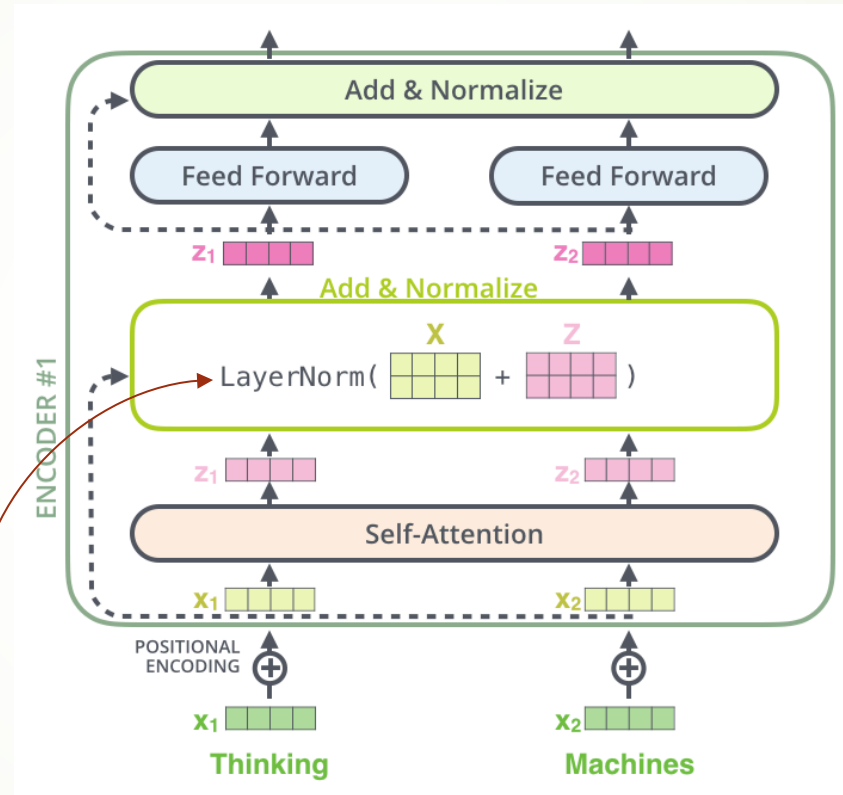 Add & Normalize
Feed Forward Feed Forward
z1 z2
Add & Normalize
X Z
LayerNorm( + )
ENCODER #1
z1 z2
Self-Attention
x1 x2
POSITIONAL
ENCODING
x1 x2
Thinking Machines